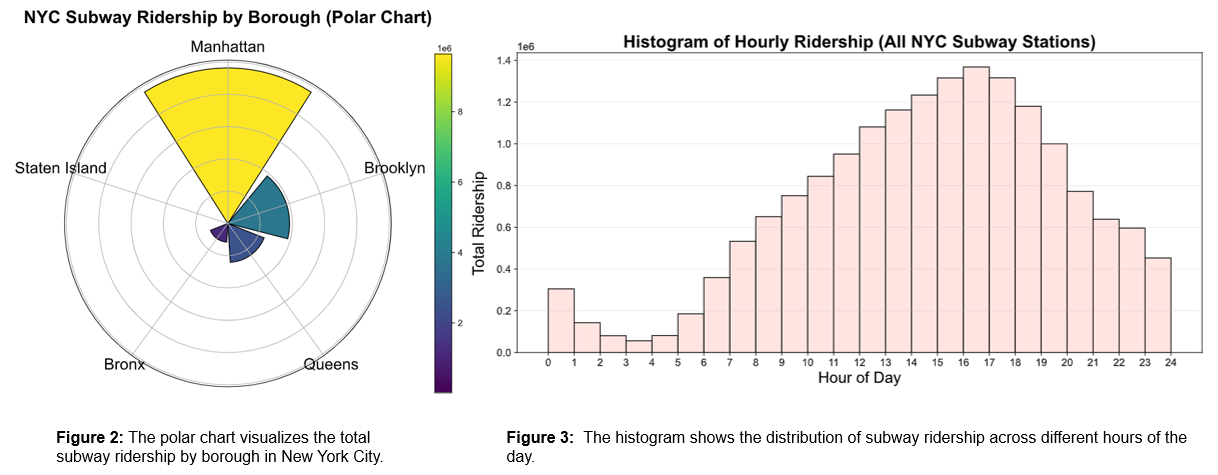 NYC Subway Ridership by Borough (Polar Chart)
Manhattan
Staten Island
Brooklyn
Bronx
Queens
1e6
8
6
4
2
Figure 2: The polar chart visualizes the total
subway ridership by borough in New York City.
Histogram of Hourly Ridership (All NYC Subway Stations)
1e6
Total Ridership
1.4
1.2
1.0
0.8
0.6
0.4
0.2
0.0
0 1 2 3 4 5 6 7 8 9 10 11 12 13 14 15 16 17 18 19 20 21 22 23 24
Hour of Day
Figure 3: The histogram shows the distribution of subway ridership across different hours of the
day.